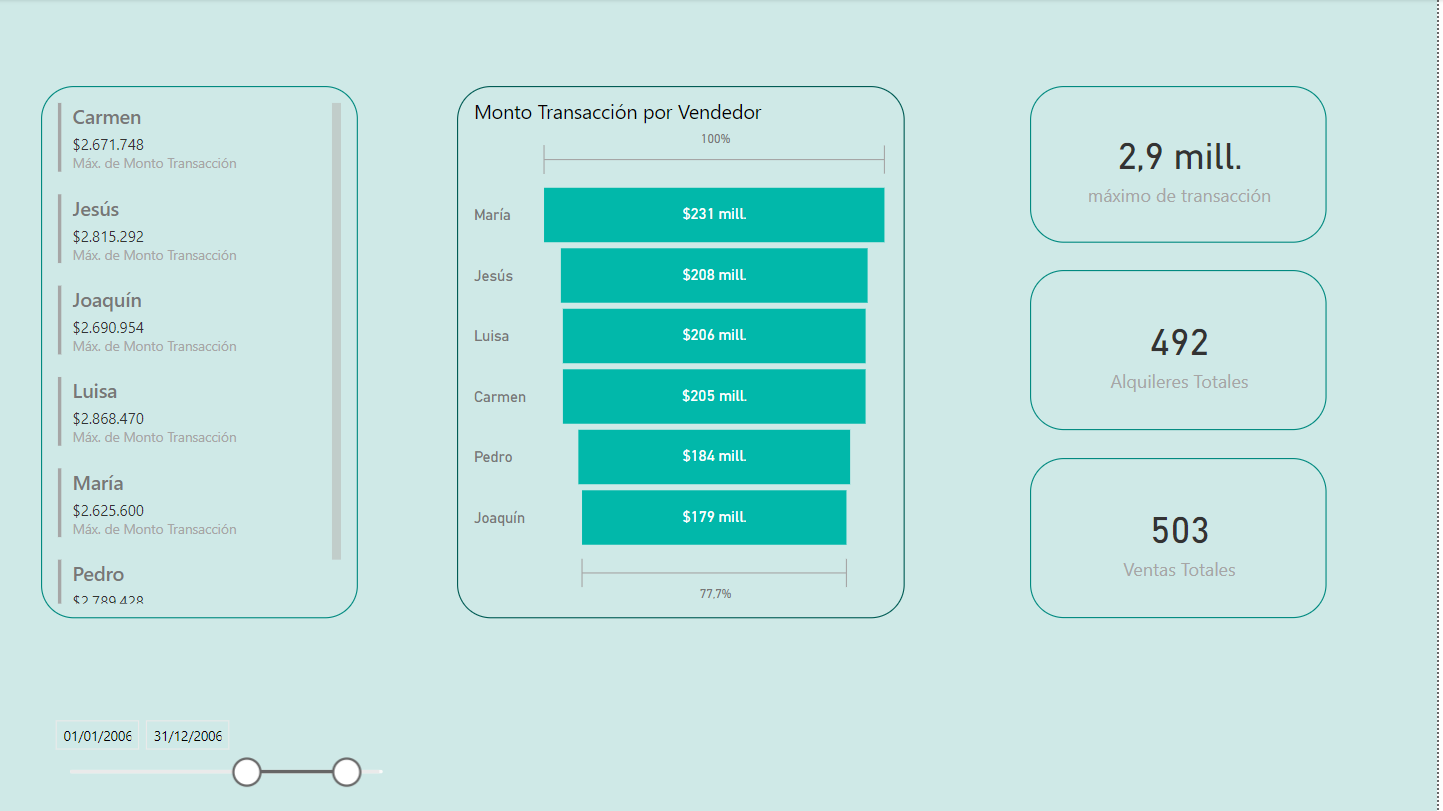 Carmen
$2.671.748
Máx. de Monto Transacción
Jesús
$2.815.292
Máx. de Monto Transacción
Joaquín
$2.690.954
Máx. de Monto Transacción
Luisa
$2.868.470
Máx. de Monto Transacción
María
$2.625.600
Máx. de Monto Transacción
Pedro
$2.789.428
Monto Transacción por Vendedor
100%
María $231 mill.
Jesús $208 mill.
Luisa $206 mill.
Carmen $205 mill.
Pedro $184 mill.
Joaquín $179 mill.
77.7%
2,9 mill.
máximo de transacción
492
Alquileres Totales
503
Ventas Totales
01/01/2006 31/12/2006